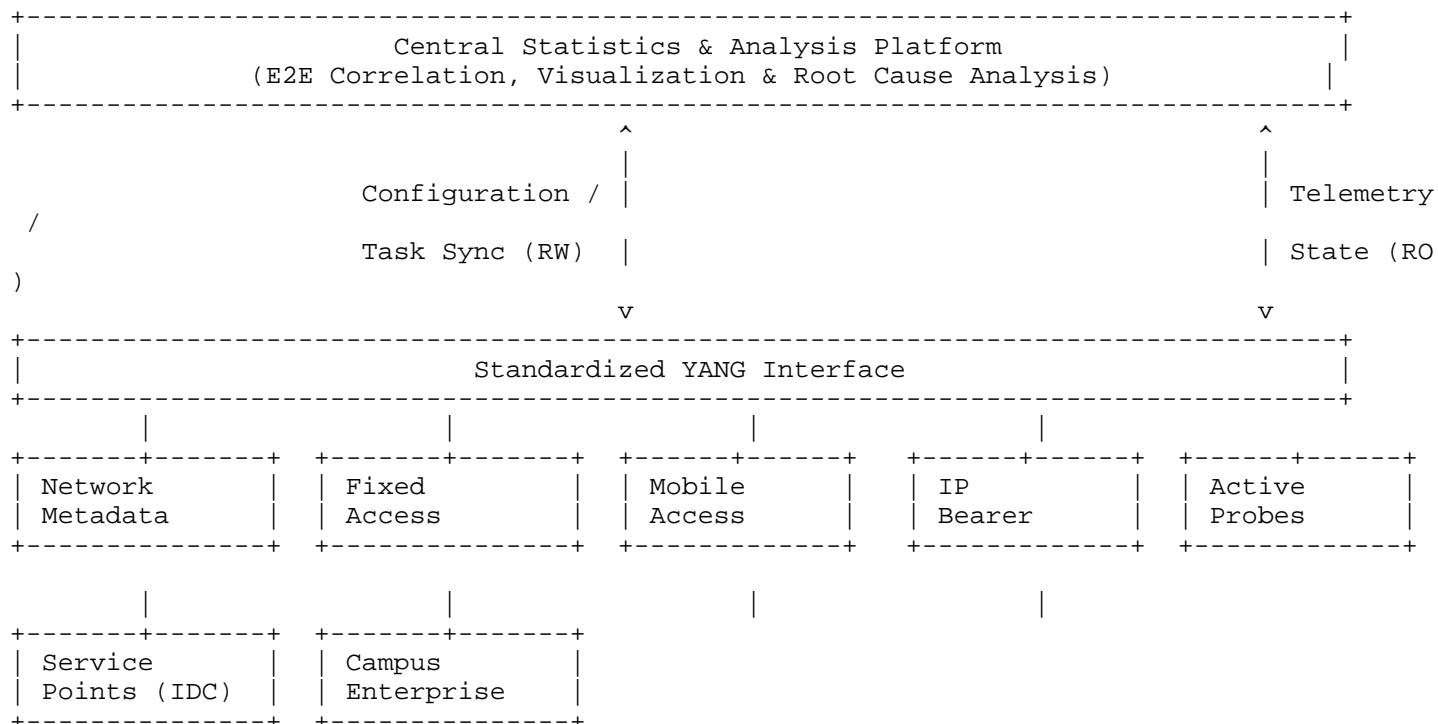 +-----------------------------------------------------------------------------------+
|                       Central Statistics & Analysis Platform                      |
|              (E2E Correlation, Visualization & Root Cause Analysis)              |
+-----------------------------------------------------------------------------------+
                                      ^                                       ^
                                      |                                       |
                      Configuration / |                                       | Telemetry
 /
                      Task Sync (RW)  |                                       | State (RO
)
                                      v                                       v
+-----------------------------------------------------------------------------------+
|                            Standardized YANG Interface                            |
+-----------------------------------------------------------------------------------+
        |                  |                  |                 |
+-------+-------+  +-------+-------+  +------+------+   +------+------+  +------+------+
| Network       |  | Fixed         |  | Mobile      |   | IP          |  | Active      |
| Metadata      |  | Access        |  | Access      |   | Bearer      |  | Probes      |
+---------------+  +---------------+  +-------------+   +-------------+  +-------------+

        |                  |                  |                 |
+-------+-------+  +-------+-------+
| Service       |  | Campus        |
| Points (IDC)  |  | Enterprise    |
+---------------+  +---------------+